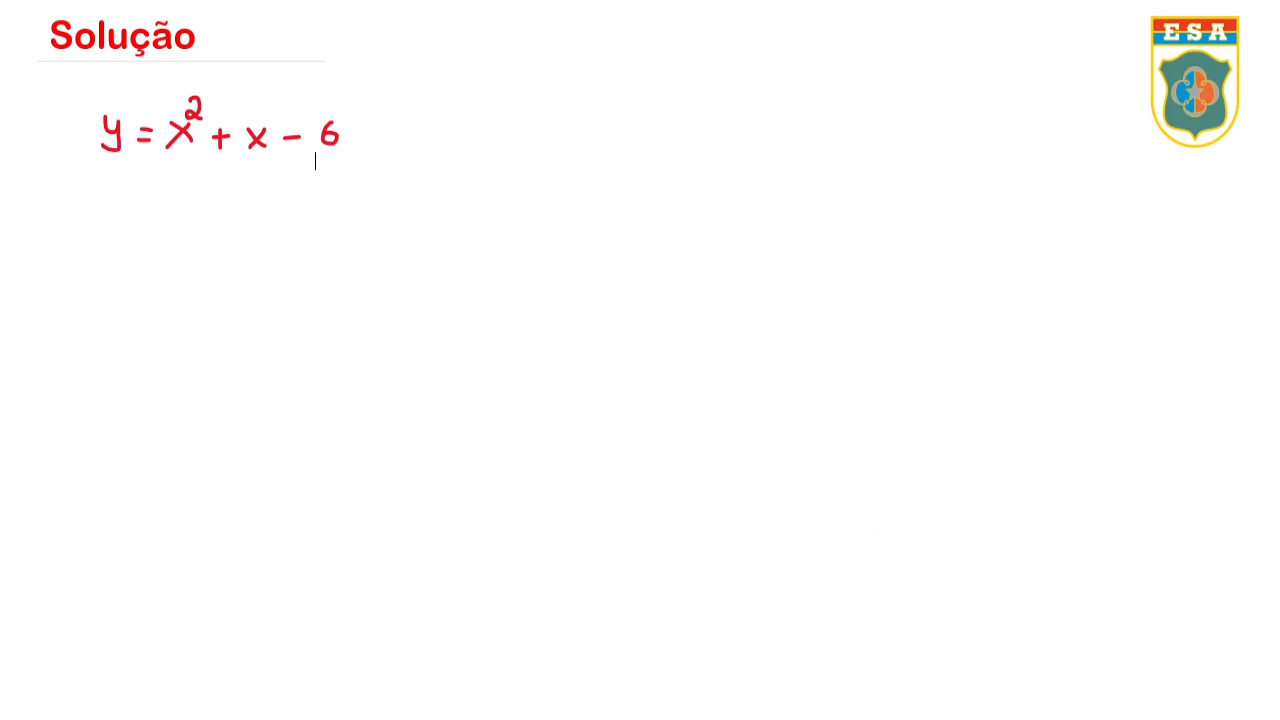 Solução
ESA
y = x² + x - 6